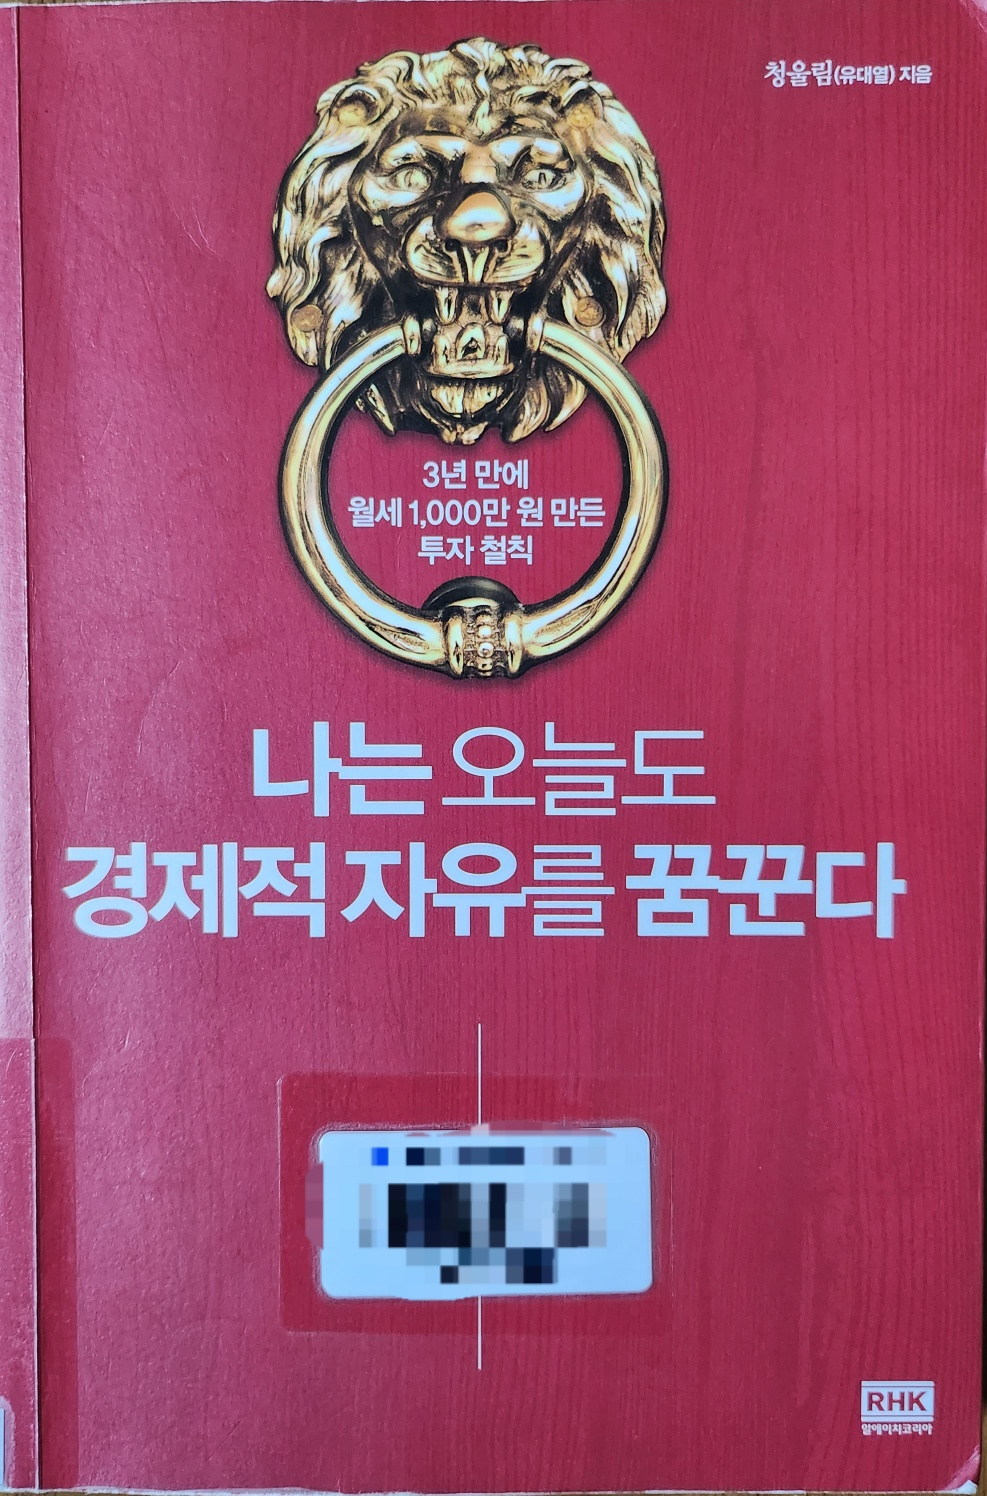 청울림(유대열) 지음
3년 만에
월세 1,000만 원 만든
투자 철칙
나는 오늘도
경제적 자유를 꿈꾼다
RHK
알에이치코리아